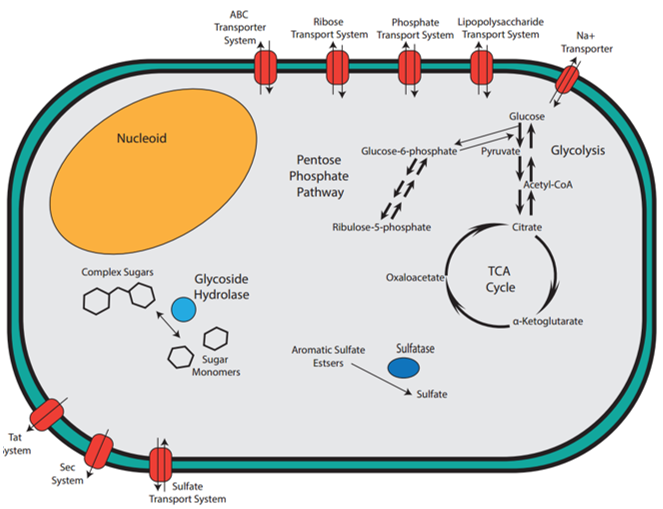 ABC
Transporter
System
Ribose
Transport System
Phosphate
Transport System
Lipopolysaccharide
Transport System
Na+
Transporter
Nucleoid
Glucose
Glucose-6-phosphate
Pyruvate
Glycolysis
Pentose
Phosphate
Pathway
Acetyl-CoA
Ribulose-5-phosphate
Citrate
Complex Sugars
Glycoside
Hydrolase
Oxaloacetate
TCA
Cycle
α-Ketoglutarate
Sugar
Monomers
Aromatic Sulfate
Estsers
Sulfatase
Sulfate
Tat
System
Sec
System
Sulfate
Transport System